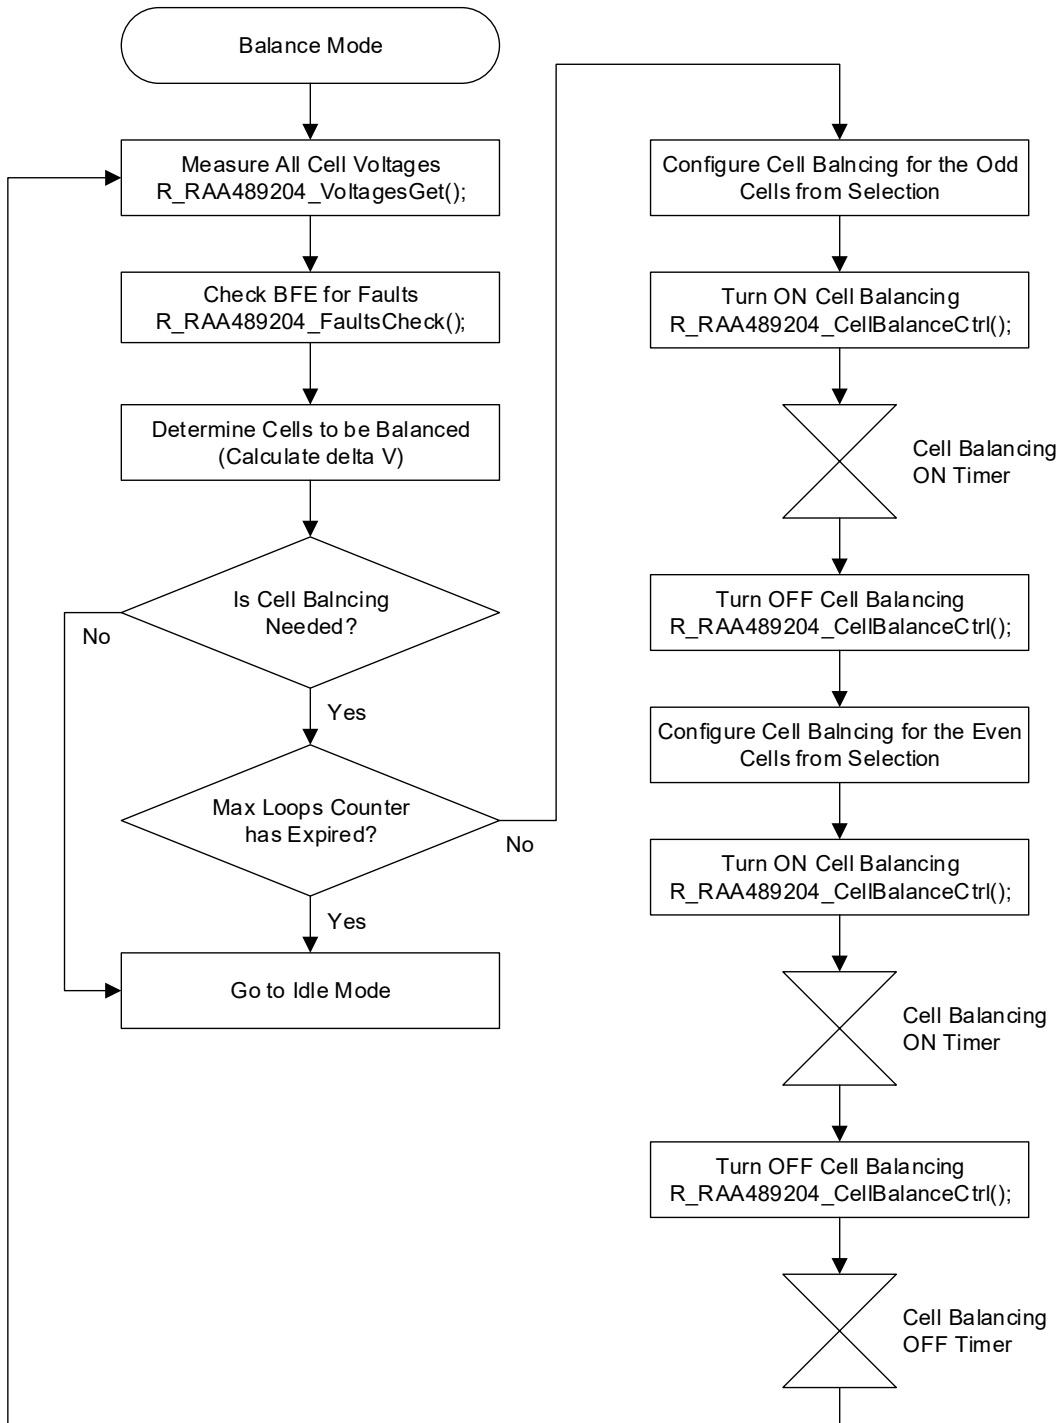 Balance Mode
Measure All Cell Voltages
R_RAA489204_VoltagesGet();
Check BFE for Faults
R_RAA489204_FaultsCheck();
Determine Cells to be Balanced
(Calculate delta V)
Is Cell Balncing
Needed?
No
Yes
Max Loops Counter
has Expired?
No
Yes
Go to Idle Mode
Configure Cell Balncing for the Odd
Cells from Selection
Turn ON Cell Balancing
R_RAA489204_CellBalanceCtrl();
Cell Balancing
ON Timer
Turn OFF Cell Balancing
R_RAA489204_CellBalanceCtrl();
Configure Cell Balncing for the Even
Cells from Selection
Turn ON Cell Balancing
R_RAA489204_CellBalanceCtrl();
Cell Balancing
ON Timer
Turn OFF Cell Balancing
R_RAA489204_CellBalanceCtrl();
Cell Balancing
OFF Timer